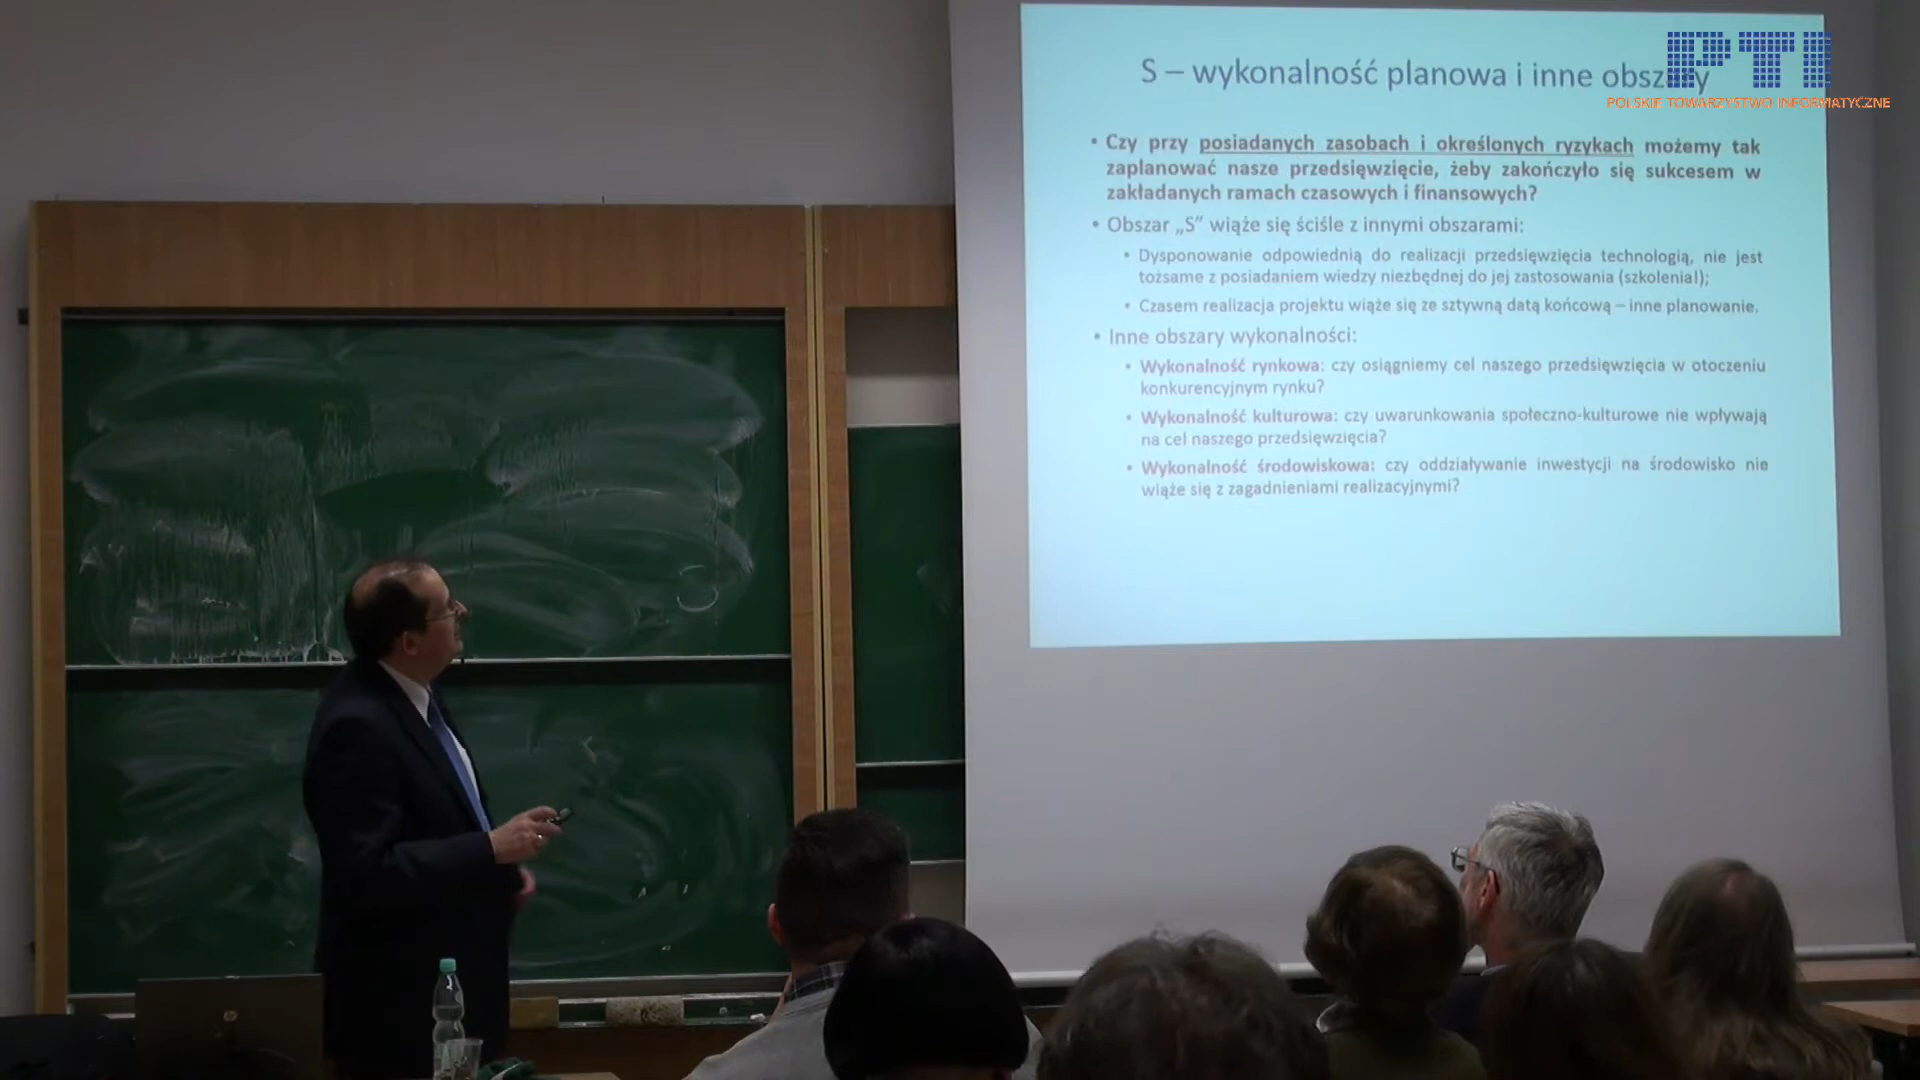 S – wykonalność planowa i inne obszary
PTI
POLSKIE TOWARZYSTWO INFORMATYCZNE
• Czy przy posiadanych zasobach i określonych ryzykach możemy tak
zaplanować nasze przedsięwzięcie, żeby zakończyło się sukcesem w
zakładanych ramach czasowych i finansowych?
• Obszar „S” wiąże się ściśle z innymi obszarami:
• Dysponowanie odpowiednią do realizacji przedsięwzięcia technologią, nie jest
tożsame z posiadaniem wiedzy niezbędnej do jej zastosowania (szkolenia!);
• Czasem realizacja projektu wiąże się ze sztywną datą końcową – inne planowanie.
• Inne obszary wykonalności:
• Wykonalność rynkowa: czy osiągniemy cel naszego przedsięwzięcia w otoczeniu
konkurencyjnym rynku?
• Wykonalność kulturowa: czy uwarunkowania społeczno-kulturowe nie wpływają
na cel naszego przedsięwzięcia?
• Wykonalność środowiskowa: czy oddziaływanie inwestycji na środowisko nie
wiąże się z zagadnieniami realizacyjnymi?
hp